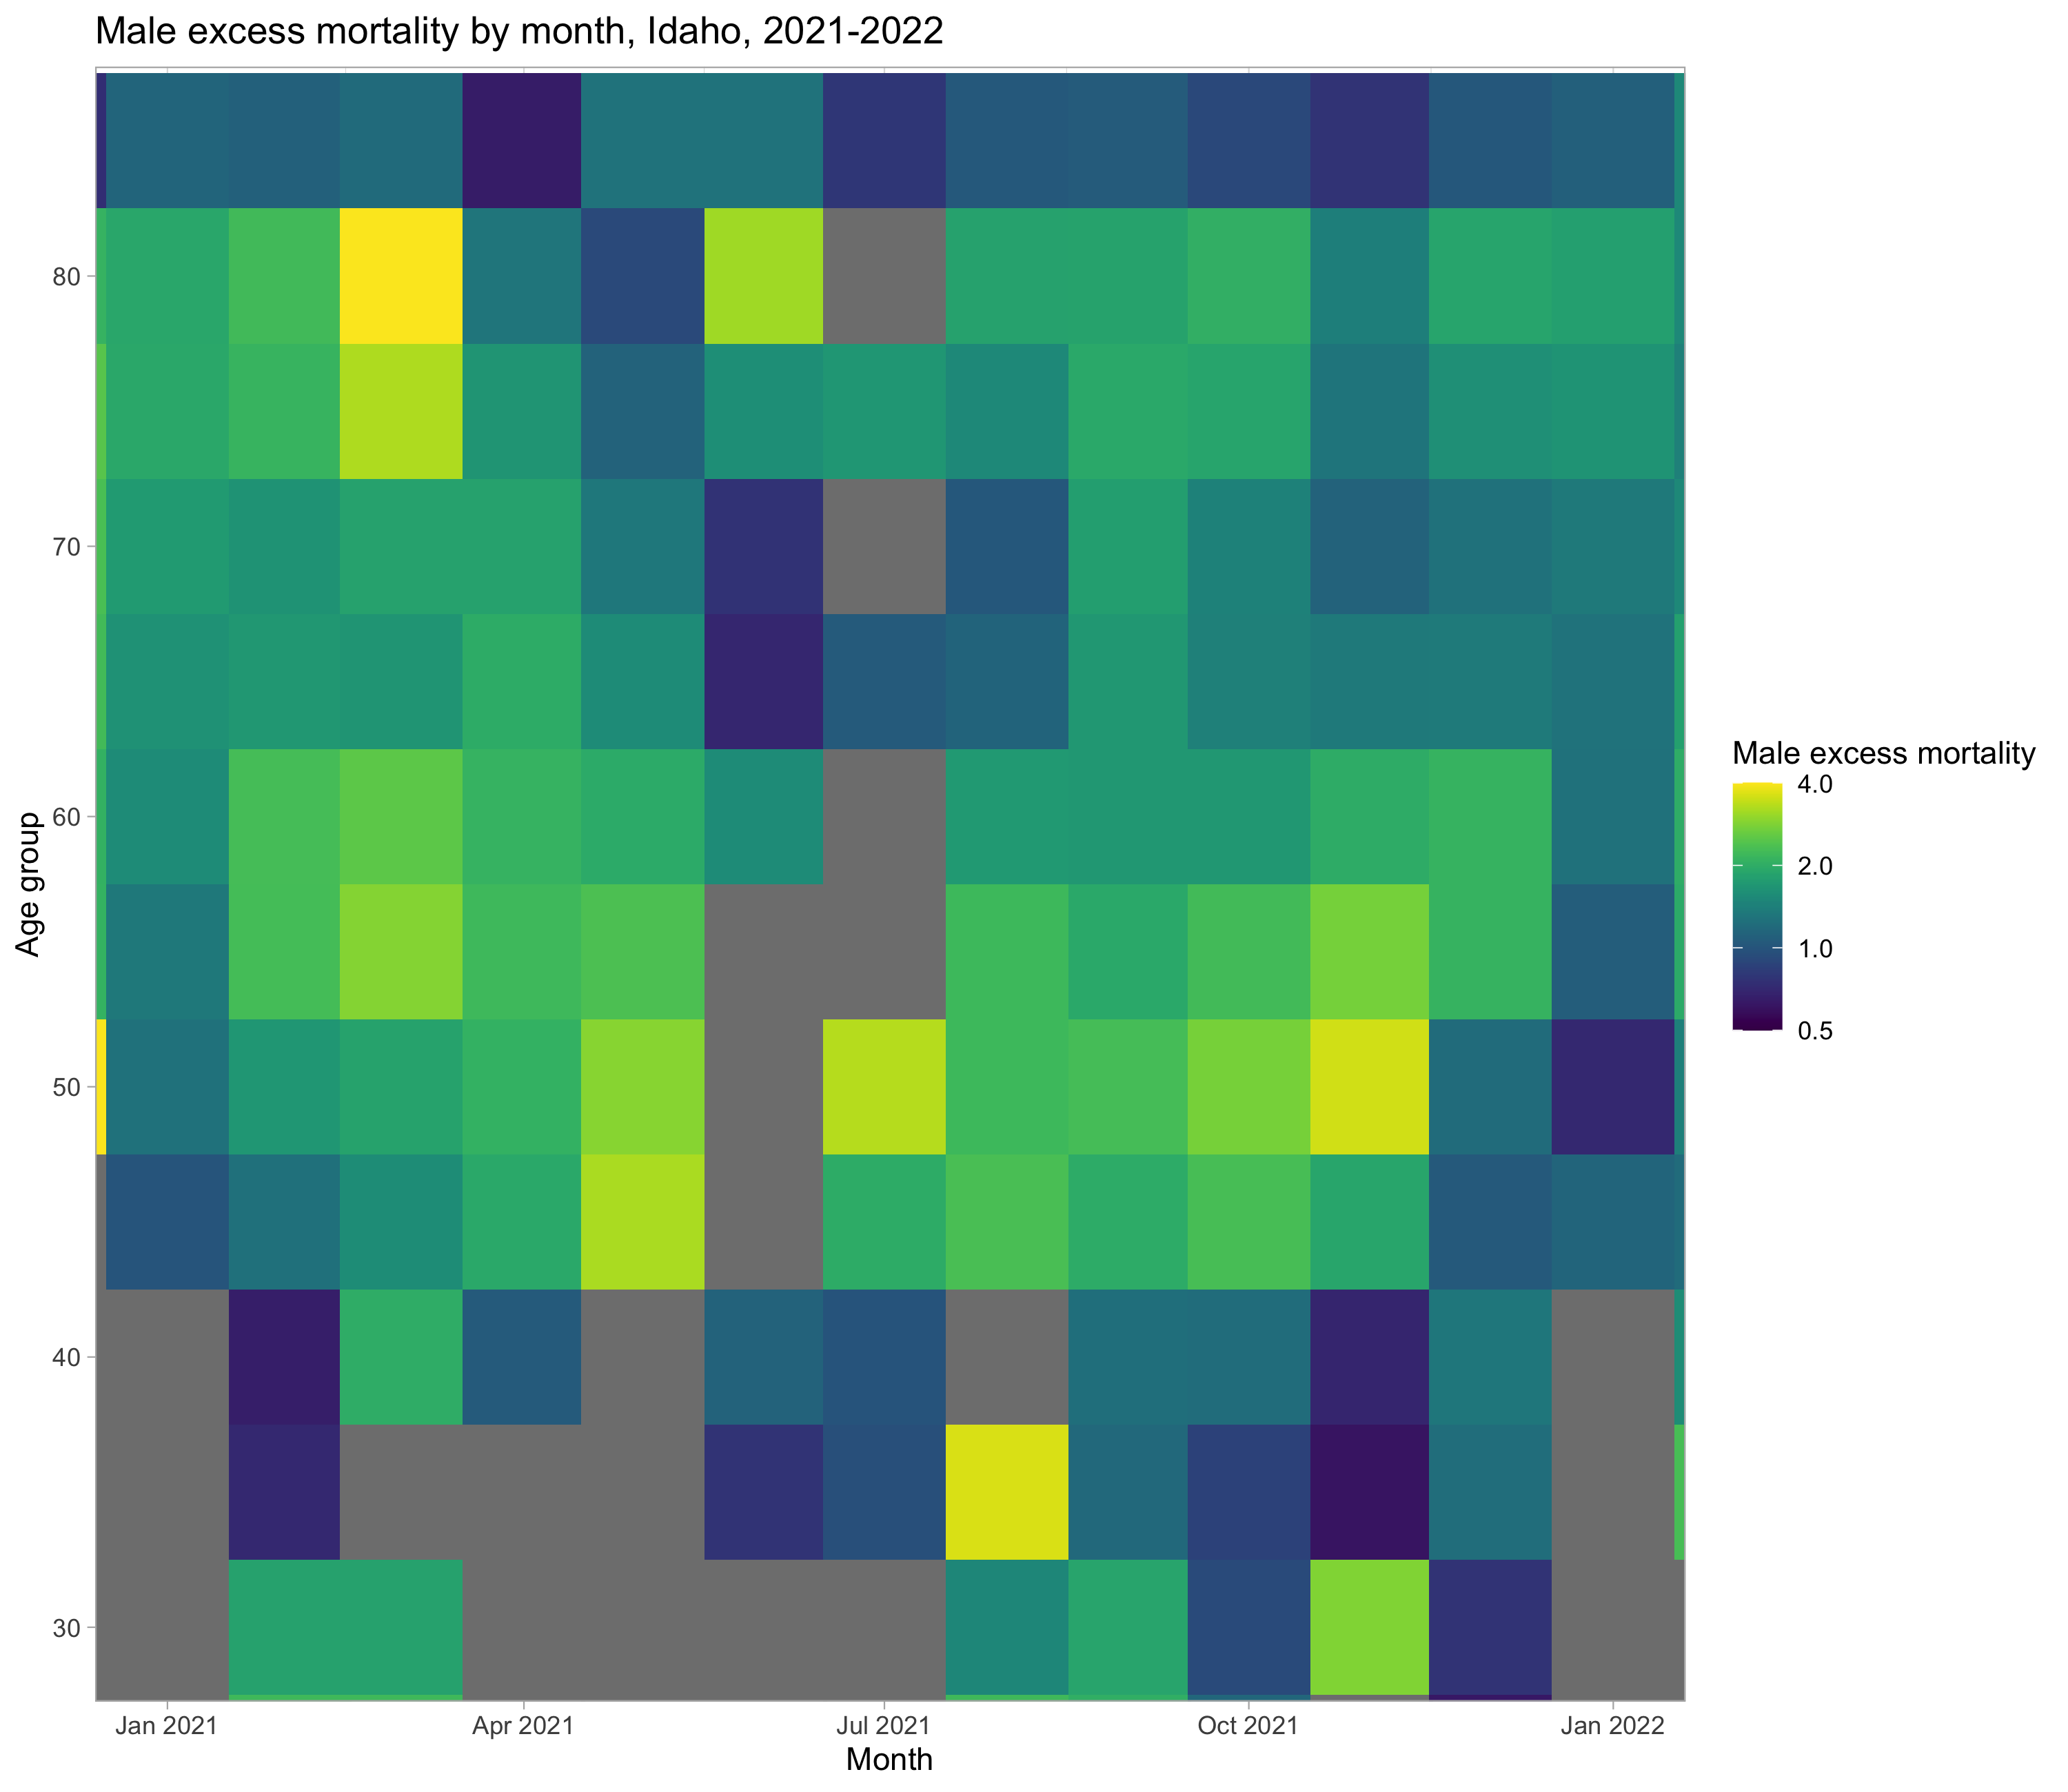 Male excess mortality by month, Idaho, 2021-2022
80
70
60
50
40
30
Age group
Jan 2021
Apr 2021
Jul 2021
Oct 2021
Jan 2022
Month
Male excess mortality
4.0
2.0
1.0
0.5